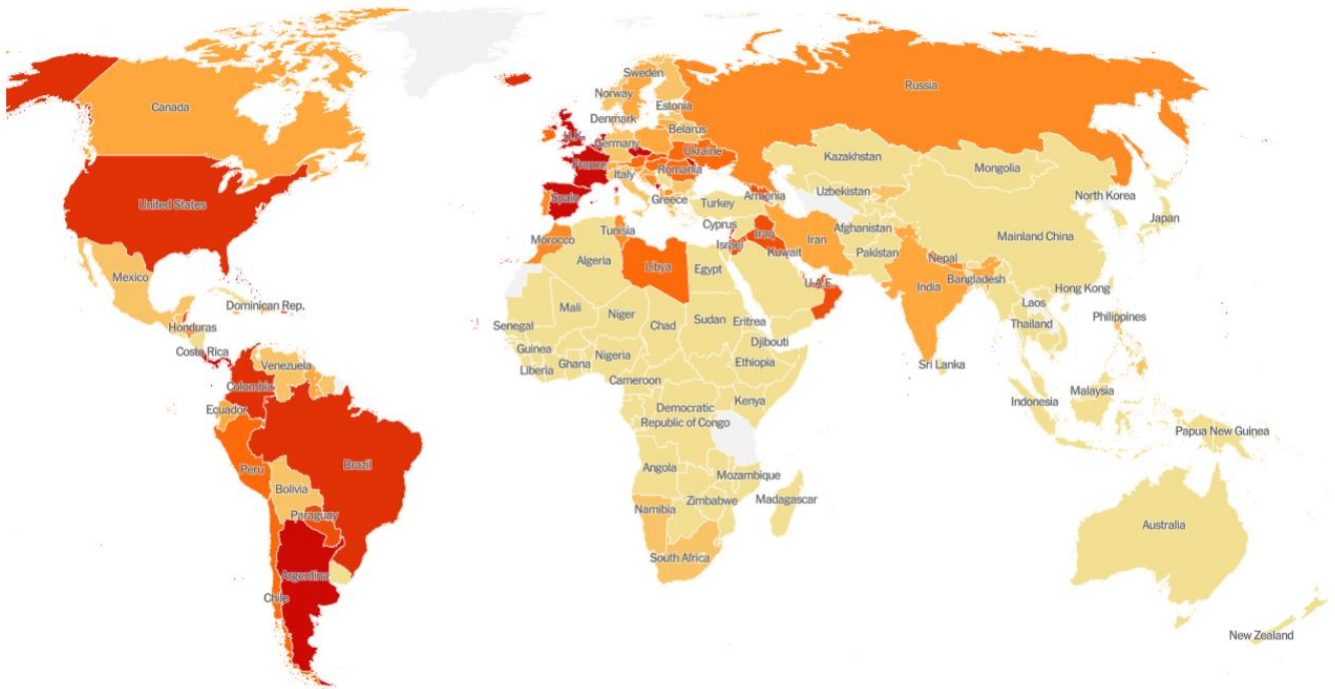 Canada
United States
Mexico
Dominican Rep.
Honduras
Costa Rica
Venezuela
Colombia
Ecuador
Peru
Brazil
Bolivia
Paraguay
Argentina
Chile
Sweden
Norway
Estonia
Denmark
Belarus
U.K.
Germany
Ukraine
France
Romania
Italy
Spain
Greece
Turkey
Armenia
Cyprus
Russia
Kazakhstan
Mongolia
Uzbekistan
North Korea
Japan
Mainland China
Afghanistan
Pakistan
Iran
Iraq
Kuwait
Israel
U.A.E.
Nepal
Bangladesh
India
Hong Kong
Laos
Thailand
Philippines
Sri Lanka
Malaysia
Indonesia
Papua New Guinea
Australia
New Zealand
Morocco
Tunisia
Algeria
Libya
Egypt
Mali
Niger
Chad
Sudan
Eritrea
Senegal
Djibouti
Guinea
Nigeria
Ethiopia
Liberia
Ghana
Cameroon
Kenya
Democratic
Republic of Congo
Angola
Mozambique
Zimbabwe
Madagascar
Namibia
South Africa